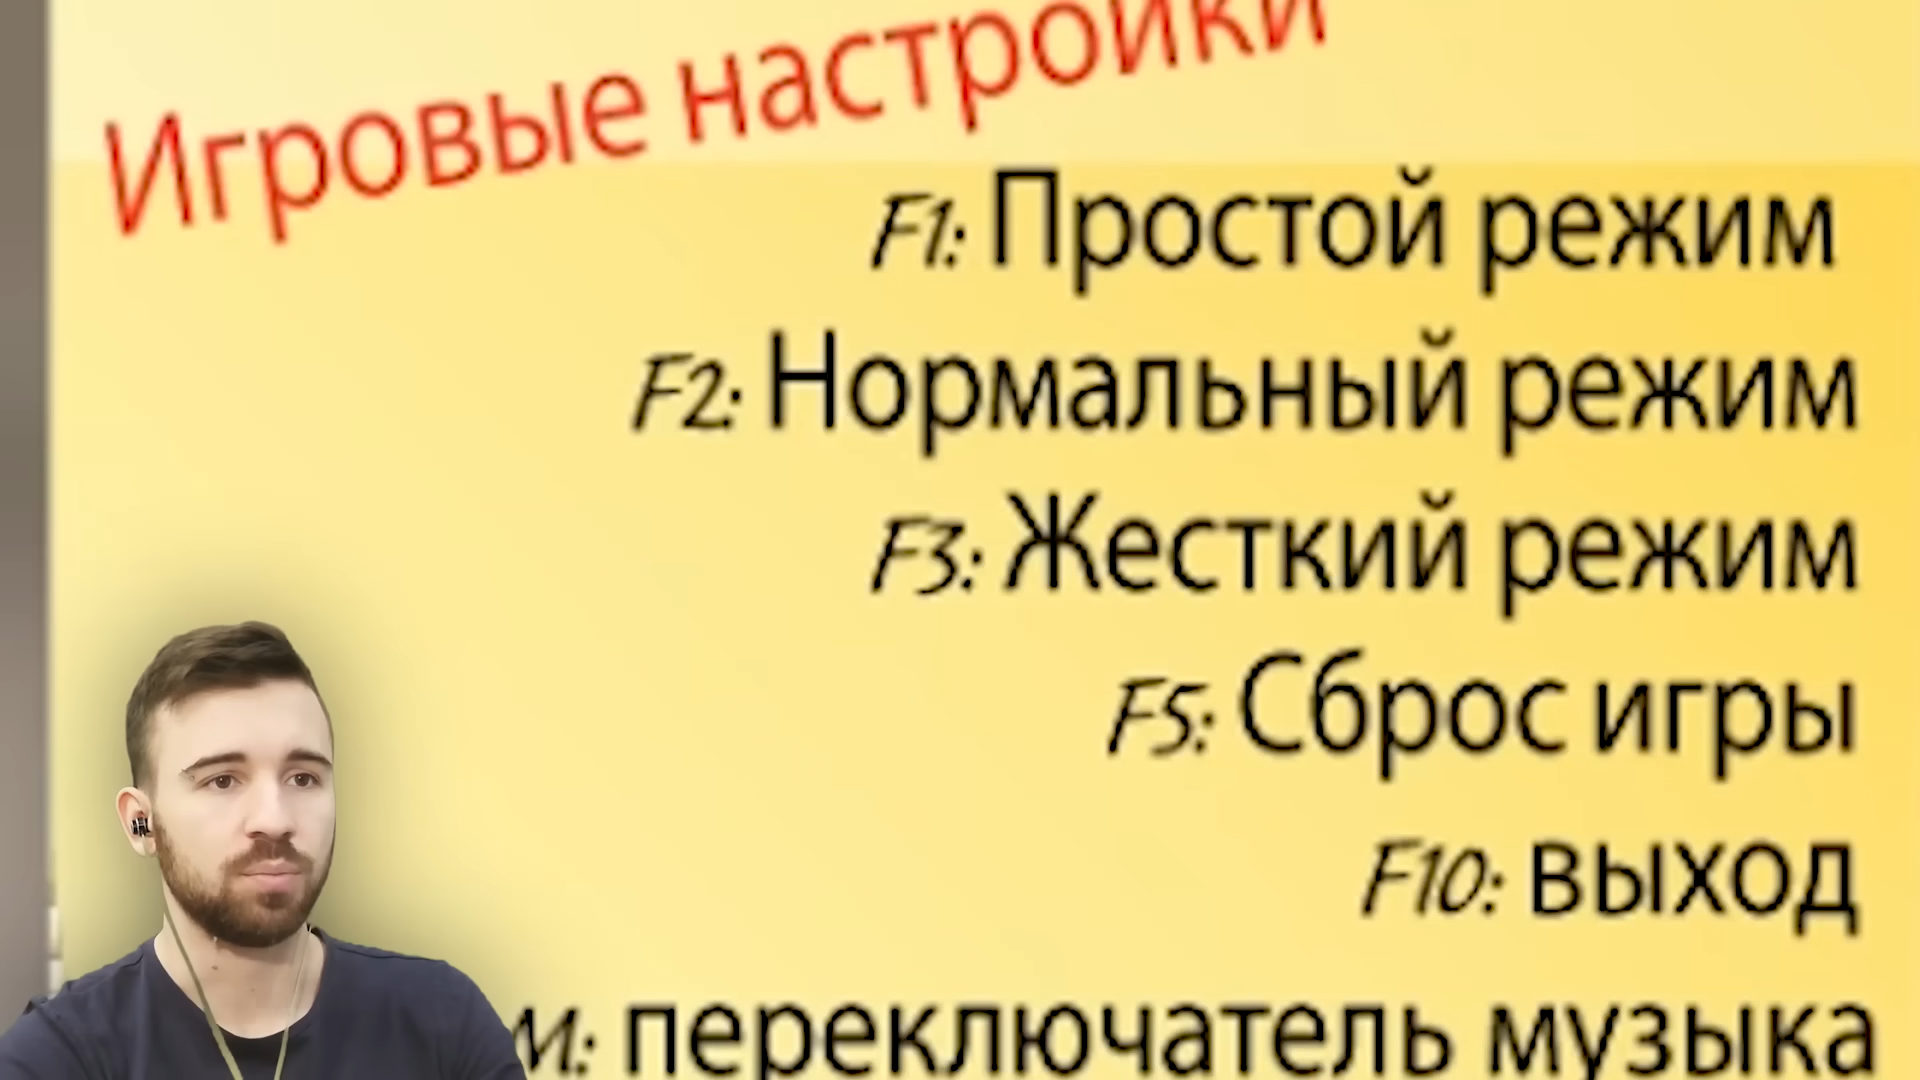 Игровые настройки
F1: Простой режим
F2: Нормальный режим
F3: Жесткий режим
F5: Сброс игры
F10: выход
M: переключатель музыка